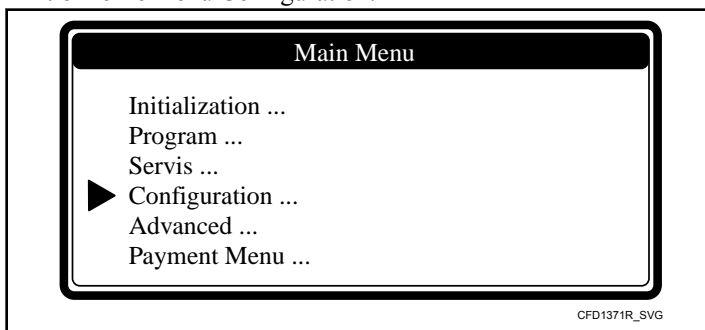 Main Menu
Initialization ...
Program ...
Servis ...
Configuration ...
Advanced ...
Payment Menu ...
CFD1371R_SVG